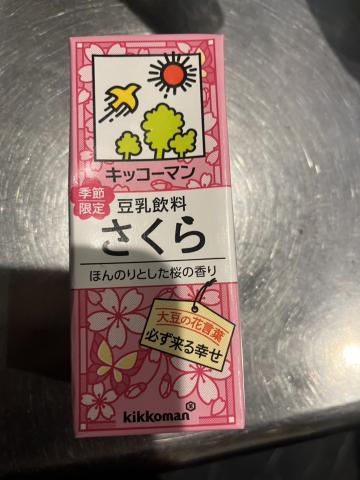 キッコーマン
季節
限定
豆乳飲料
さくら
ほんのりとした桜の香り
大豆の花言葉
必ず来る幸せ
kikkoman